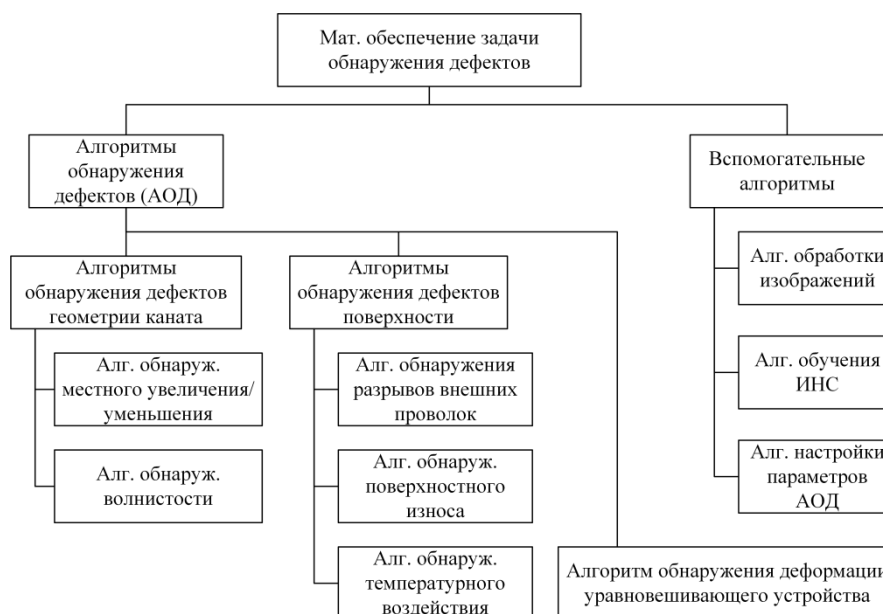 Мат. обеспечение задачи
обнаружения дефектов
Алгоритмы
обнаружения
дефектов (АОД)
Вспомогательные
алгоритмы
Алгоритмы
обнаружения дефектов
геометрии каната
Алгоритмы
обнаружения дефектов
поверхности
Алг. обработки
изображений
Алг. обнаруж.
местного увеличения/
уменьшения
Алг. обнаружения
разрывов внешних
проволок
Алг. обучения
ИНС
Алг. обнаруж.
волнистости
Алг. обнаруж.
поверхностного
износа
Алг. настройки
параметров
АОД
Алг. обнаруж.
температурного
воздействия
Алгоритм обнаружения деформации
уравновешивающего устройства